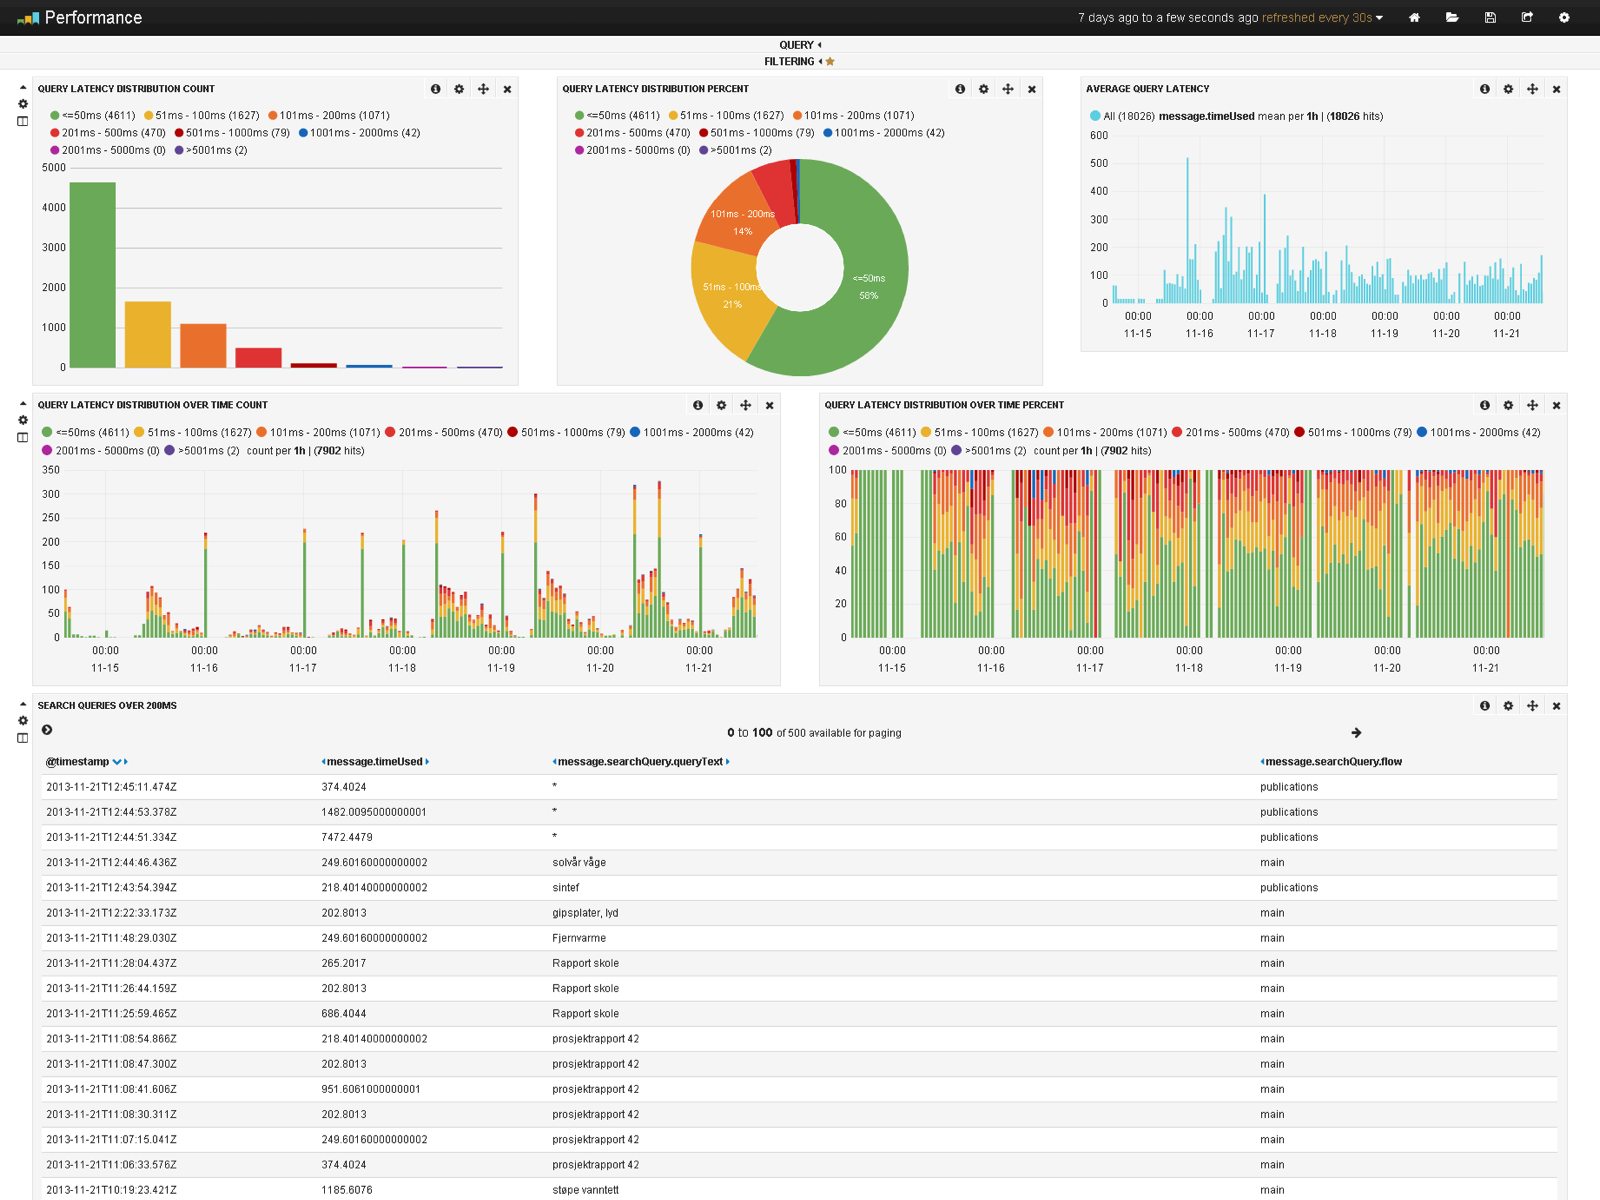 Performance
7 days ago to a few seconds ago refreshed every 30s
QUERY
FILTERING
QUERY LATENCY DISTRIBUTION COUNT
<=50ms (4611) 51ms - 100ms (1627) 101ms - 200ms (1071)
201ms - 500ms (470) 501ms - 1000ms (79) 1001ms - 2000ms (42)
2001ms - 5000ms (0) >5001ms (2)
5000
4000
3000
2000
1000
0
QUERY LATENCY DISTRIBUTION PERCENT
<=50ms (4611) 51ms - 100ms (1627) 101ms - 200ms (1071)
201ms - 500ms (470) 501ms - 1000ms (79) 1001ms - 2000ms (42)
2001ms - 5000ms (0) >5001ms (2)
101ms - 200ms
14%
51ms - 100ms
21%
<=50ms
58%
AVERAGE QUERY LATENCY
All (18026) message.timeUsed mean per 1h | (18026 hits)
600
500
400
300
200
100
0
00:00 00:00 00:00 00:00 00:00 00:00 00:00
11-15 11-16 11-17 11-18 11-19 11-20 11-21
QUERY LATENCY DISTRIBUTION OVER TIME COUNT
<=50ms (4611) 51ms - 100ms (1627) 101ms - 200ms (1071) 201ms - 500ms (470) 501ms - 1000ms (79) 1001ms - 2000ms (42)
2001ms - 5000ms (0) >5001ms (2) count per 1h | (7902 hits)
350
300
250
200
150
100
50
0
00:00 00:00 00:00 00:00 00:00 00:00 00:00
11-15 11-16 11-17 11-18 11-19 11-20 11-21
QUERY LATENCY DISTRIBUTION OVER TIME PERCENT
<=50ms (4611) 51ms - 100ms (1627) 101ms - 200ms (1071) 201ms - 500ms (470) 501ms - 1000ms (79) 1001ms - 2000ms (42)
2001ms - 5000ms (0) >5001ms (2) count per 1h | (7902 hits)
100
80
60
40
20
0
00:00 00:00 00:00 00:00 00:00 00:00 00:00
11-15 11-16 11-17 11-18 11-19 11-20 11-21
SEARCH QUERIES OVER 200MS
0 to 100 of 500 available for paging
@timestamp message.timeUsed message.searchQuery.queryText message.searchQuery.flow
2013-11-21T12:45:11.474Z 374.4024 * publications
2013-11-21T12:44:53.378Z 1482.0095000000001 * publications
2013-11-21T12:44:51.334Z 7472.4479 * publications
2013-11-21T12:44:46.436Z 249.60160000000002 solvår våge main
2013-11-21T12:43:54.394Z 218.40140000000002 sintef publications
2013-11-21T12:22:33.173Z 202.8013 gipsplater, lyd main
2013-11-21T11:48:29.030Z 249.60160000000002 Fjernvarme main
2013-11-21T11:28:04.437Z 265.2017 Rapport skole main
2013-11-21T11:26:44.159Z 202.8013 Rapport skole main
2013-11-21T11:25:59.465Z 686.4044 Rapport skole main
2013-11-21T11:08:54.866Z 218.40140000000002 prosjektrapport 42 main
2013-11-21T11:08:47.300Z 202.8013 prosjektrapport 42 main
2013-11-21T11:08:41.606Z 951.6061000000001 prosjektrapport 42 main
2013-11-21T11:08:30.311Z 202.8013 prosjektrapport 42 main
2013-11-21T11:07:15.041Z 249.60160000000002 prosjektrapport 42 main
2013-11-21T11:06:33.576Z 374.4024 prosjektrapport 42 main
2013-11-21T10:19:23.421Z 1185.6076 støpe vanntett main